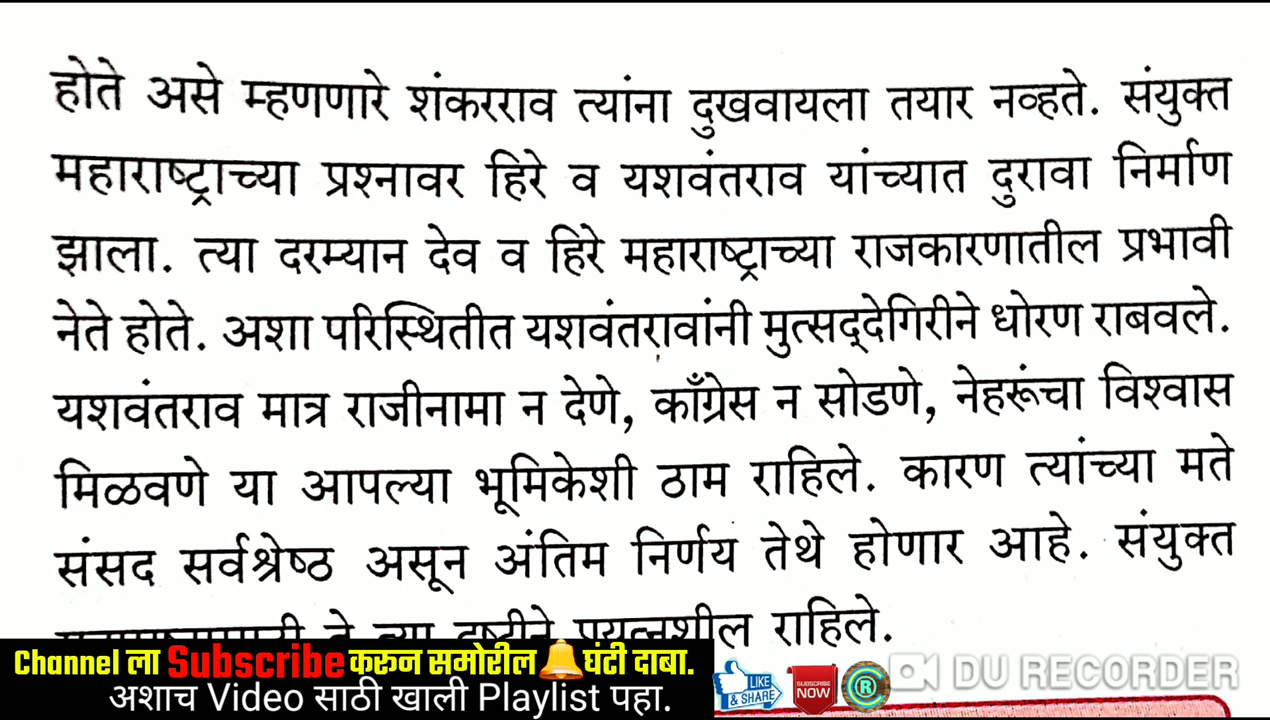 होते असे म्हणणारे शंकरराव त्यांना दुखवायला तयार नव्हते. संयुक्त
महाराष्ट्राच्या प्रश्नावर हिरे व यशवंतराव यांच्यात दुरावा निर्माण
झाला. त्या दरम्यान देव व हिरे महाराष्ट्राच्या राजकारणातील प्रभावी
नेते होते. अशा परिस्थितीत यशवंतरावांनी मुत्सद्देगिरीने धोरण राबवले.
यशवंतराव मात्र राजीनामा न देणे, काँग्रेस न सोडणे, नेहरूंचा विश्वास
मिळवणे या आपल्या भूमिकेशी ठाम राहिले. कारण त्यांच्या मते
संसद सर्वश्रेष्ठ असून अंतिम निर्णय तेथे होणार आहे. संयुक्त
ते त्या दृष्टीने प्रयत्नशील राहिले.
Channel ला Subscribe करून समोरील घंटी दाबा.
अशाच Video साठी खाली Playlist पहा.
LIKE & SHARE
SUBSCRIBE NOW
®
DU RECORDER